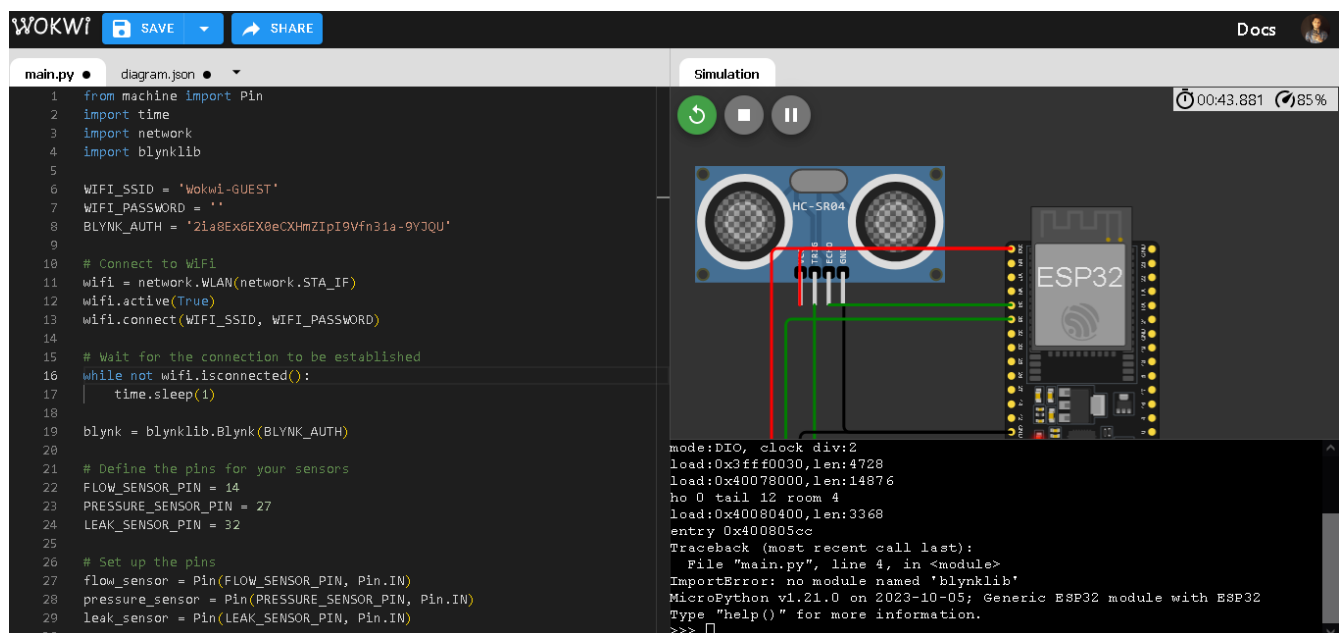 WOKWi SAVE SHARE Docs
main.py diagram.json
1 from machine import Pin
2 import time
3 import network
4 import blynklib
5
6 WIFI_SSID = 'Wokwi-GUEST'
7 WIFI_PASSWORD = ''
8 BLYNK_AUTH = '2ia8Ex6EX0eCXHmZIpI9Vfn31a-9YJQU'
9
10 # Connect to WiFi
11 wifi = network.WLAN(network.STA_IF)
12 wifi.active(True)
13 wifi.connect(WIFI_SSID, WIFI_PASSWORD)
14
15 # Wait for the connection to be established
16 while not wifi.isconnected():
17 time.sleep(1)
18
19 blynk = blynklib.Blynk(BLYNK_AUTH)
20
21 # Define the pins for your sensors
22 FLOW_SENSOR_PIN = 14
23 PRESSURE_SENSOR_PIN = 27
24 LEAK_SENSOR_PIN = 32
25
26 # Set up the pins
27 flow_sensor = Pin(FLOW_SENSOR_PIN, Pin.IN)
28 pressure_sensor = Pin(PRESSURE_SENSOR_PIN, Pin.IN)
29 leak_sensor = Pin(LEAK_SENSOR_PIN, Pin.IN)
Simulation
00:43.881 85%
HC-SR04
TRIG
ECHO
GND
ESP32
mode:DIO, clock div:2
load:0x3fff0030,len:4728
load:0x40078000,len:14876
ho 0 tail 12 room 4
load:0x40080400,len:3368
entry 0x400805cc
Traceback (most recent call last):
File "main.py", line 4, in <module>
ImportError: no module named 'blynklib'
MicroPython v1.21.0 on 2023-10-05; Generic ESP32 module with ESP32
Type "help()" for more information.
>>>